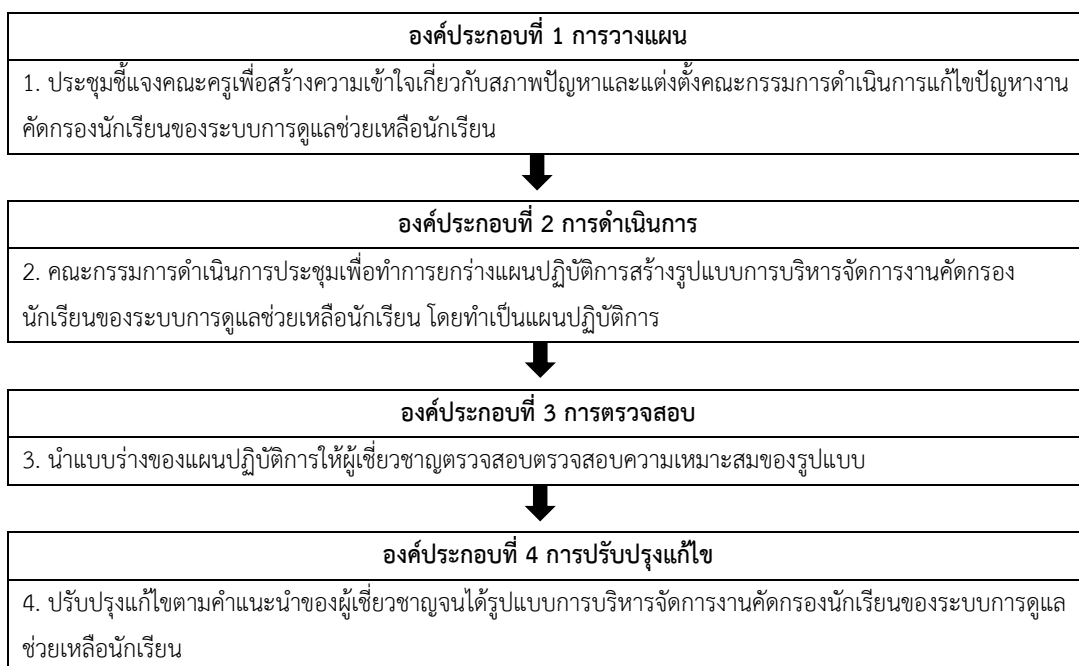 องค์ประกอบที่ 1 การวางแผน
1. ประชุมชี้แจงคณะครูเพื่อสร้างความเข้าใจเกี่ยวกับสภาพปัญหาและแต่งตั้งคณะกรรมการดำเนินการแก้ไขปัญหางาน
คัดกรองนักเรียนของระบบการดูแลช่วยเหลือนักเรียน
องค์ประกอบที่ 2 การดำเนินการ
2. คณะกรรมการดำเนินการประชุมเพื่อทำการยกร่างแผนปฏิบัติการสร้างรูปแบบการบริหารจัดการงานคัดกรอง
นักเรียนของระบบการดูแลช่วยเหลือนักเรียน โดยทำเป็นแผนปฏิบัติการ
องค์ประกอบที่ 3 การตรวจสอบ
3. นำแบบร่างของแผนปฏิบัติการให้ผู้เชี่ยวชาญตรวจสอบตรวจสอบความเหมาะสมของรูปแบบ
องค์ประกอบที่ 4 การปรับปรุงแก้ไข
4. ปรับปรุงแก้ไขตามคำแนะนำของผู้เชี่ยวชาญจนได้รูปแบบการบริหารจัดการงานคัดกรองนักเรียนของระบบการดูแล
ช่วยเหลือนักเรียน